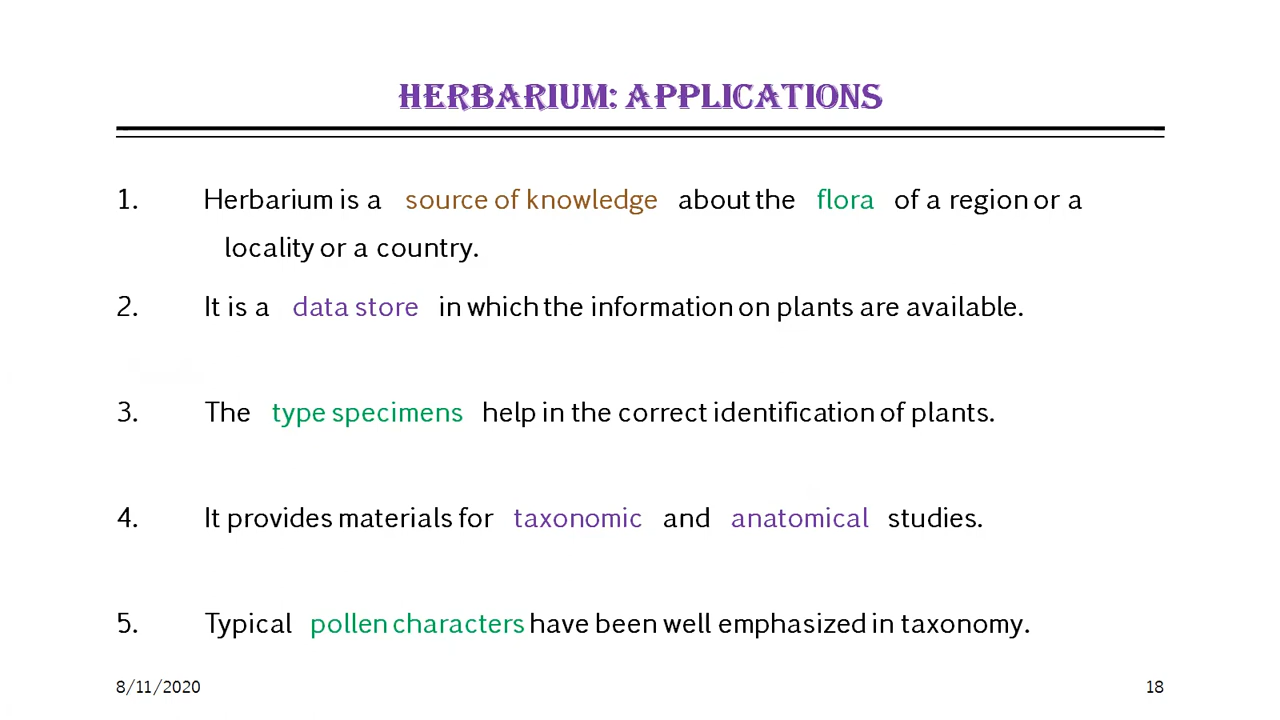 HERBARIUM: APPLICATIONS
1. Herbarium is a source of knowledge about the flora of a region or a
locality or a country.
2. It is a data store in which the information on plants are available.
3. The type specimens help in the correct identification of plants.
4. It provides materials for taxonomic and anatomical studies.
5. Typical pollen characters have been well emphasized in taxonomy.
8/11/2020 18